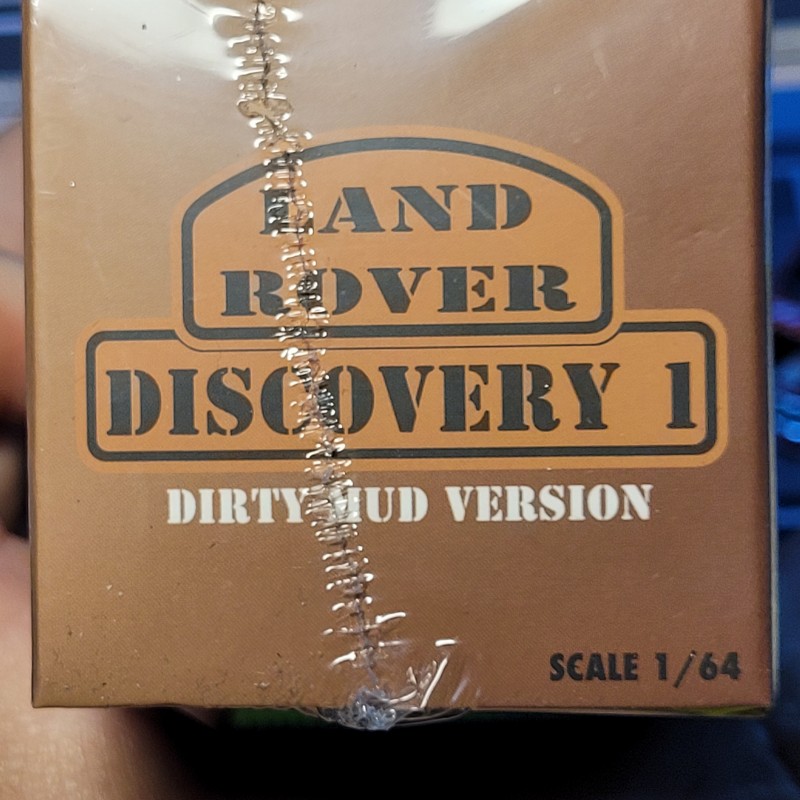 LAND
ROVER
DISCOVERY 1
DIRTY MUD VERSION
SCALE 1/64